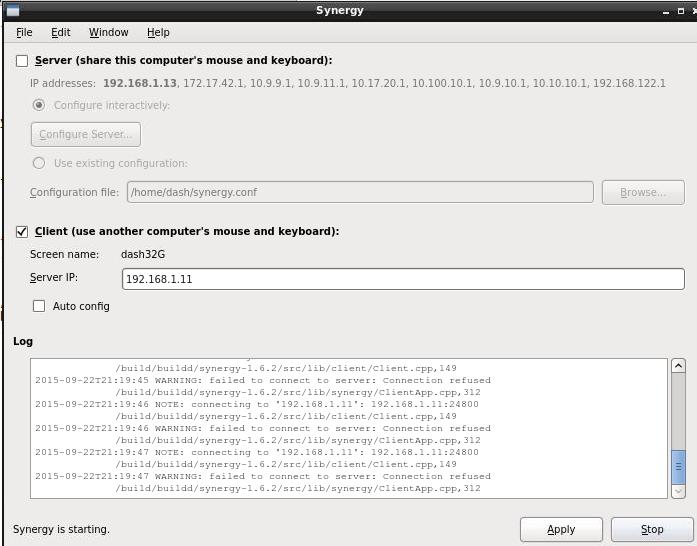 Synergy
File Edit Window Help
Server (share this computer's mouse and keyboard):
IP addresses: 192.168.1.13, 172.17.42.1, 10.9.9.1, 10.9.11.1, 10.17.20.1, 10.100.10.1, 10.9.10.1, 10.10.10.1, 192.168.122.1
Configure interactively:
Configure Server...
Use existing configuration:
Configuration file: /home/dash/synergy.conf Browse...
Client (use another computer's mouse and keyboard):
Screen name: dash32G
Server IP: 192.168.1.11
Auto config
Log
/build/buildd/synergy-1.6.2/src/lib/client/Client.cpp,149
2015-09-22T21:19:45 WARNING: failed to connect to server: Connection refused
/build/buildd/synergy-1.6.2/src/lib/synergy/ClientApp.cpp,312
2015-09-22T21:19:46 NOTE: connecting to '192.168.1.11': 192.168.1.11:24800
/build/buildd/synergy-1.6.2/src/lib/client/Client.cpp,149
2015-09-22T21:19:46 WARNING: failed to connect to server: Connection refused
/build/buildd/synergy-1.6.2/src/lib/synergy/ClientApp.cpp,312
2015-09-22T21:19:47 NOTE: connecting to '192.168.1.11': 192.168.1.11:24800
/build/buildd/synergy-1.6.2/src/lib/client/Client.cpp,149
2015-09-22T21:19:47 WARNING: failed to connect to server: Connection refused
/build/buildd/synergy-1.6.2/src/lib/synergy/ClientApp.cpp,312
Synergy is starting. Apply Stop